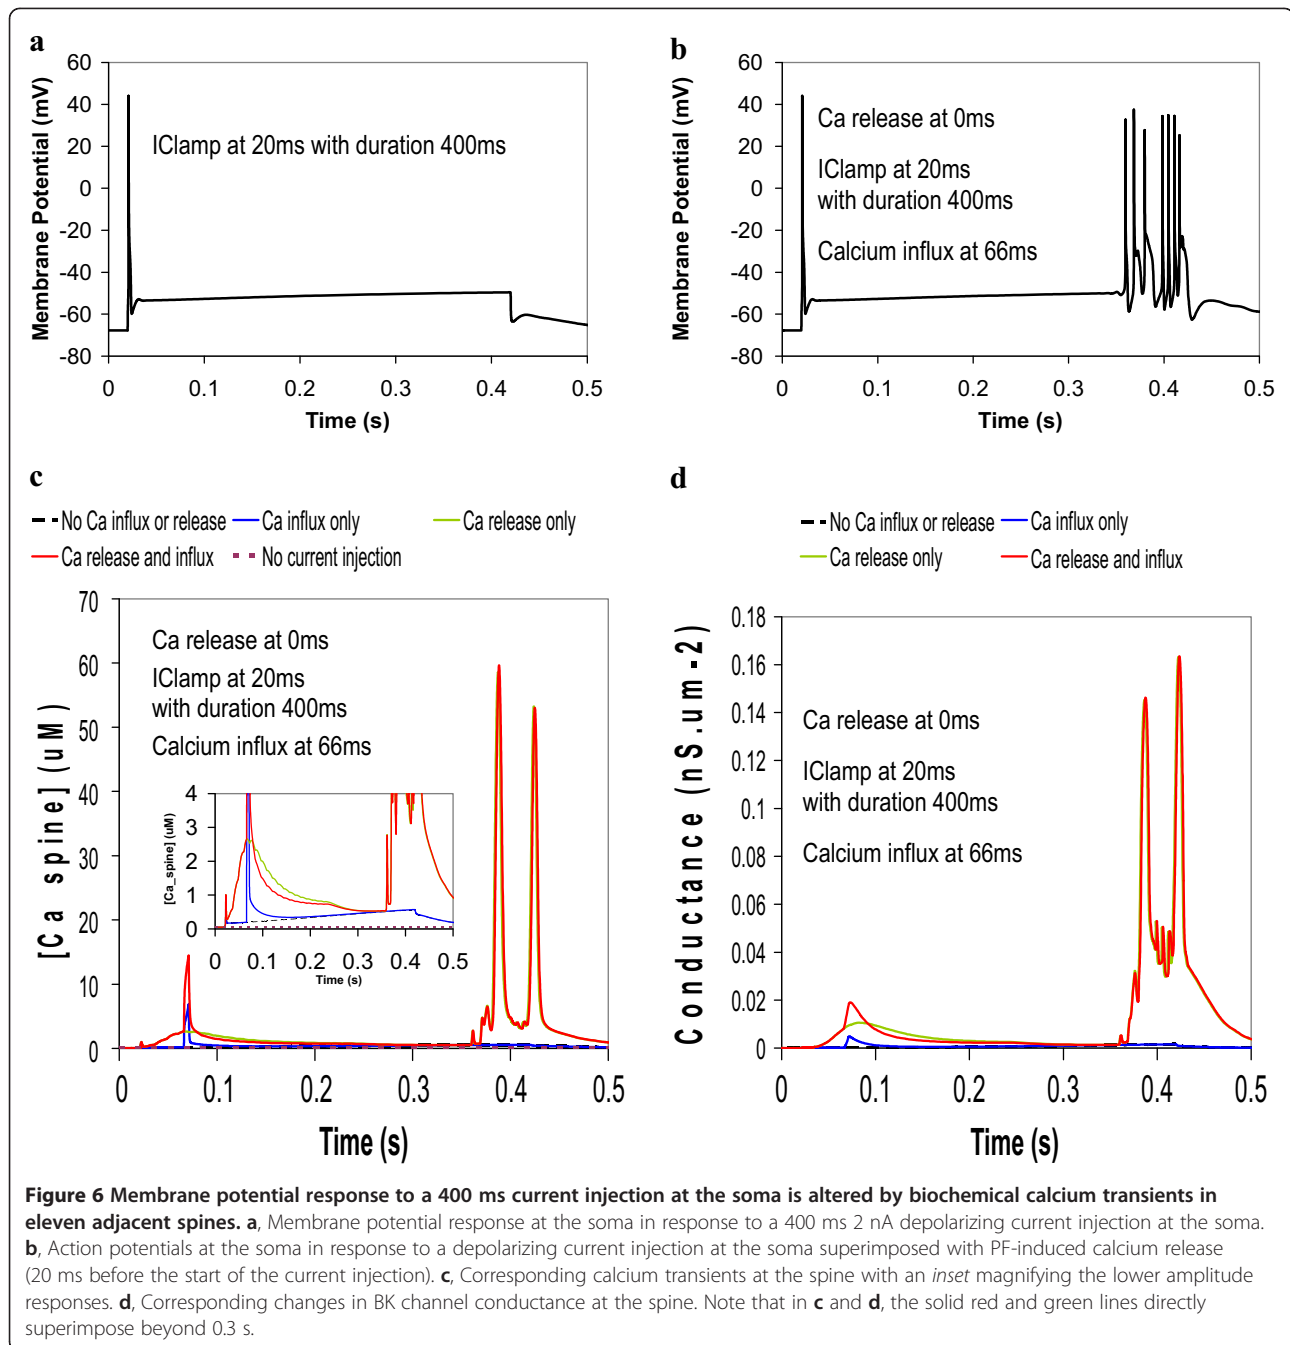 a
Membrane Potential (mV)
60
40
20
0
-20
-40
-60
-80
IClamp at 20ms with duration 400ms
0 0.1 0.2 0.3 0.4 0.5
Time (s)
b
Membrane Potential (mV)
60
40
20
0
-20
-40
-60
-80
Ca release at 0ms
IClamp at 20ms
with duration 400ms
Calcium influx at 66ms
0 0.1 0.2 0.3 0.4 0.5
Time (s)
c
No Ca influx or release Ca influx only Ca release only
Ca release and influx No current injection
[Ca spine] (uM)
70
60
50
40
30
20
10
0
Ca release at 0ms
IClamp at 20ms
with duration 400ms
Calcium influx at 66ms
[Ca_spine] (uM)
4
3
2
1
0
0 0.1 0.2 0.3 0.4 0.5
Time (s)
0 0.1 0.2 0.3 0.4 0.5
Time (s)
d
No Ca influx or release Ca influx only
Ca release only Ca release and influx
Conductance (nS.um-2)
0.18
0.16
0.14
0.12
0.1
0.08
0.06
0.04
0.02
0
Ca release at 0ms
IClamp at 20ms
with duration 400ms
Calcium influx at 66ms
0 0.1 0.2 0.3 0.4 0.5
Time (s)
Figure 6 Membrane potential response to a 400 ms current injection at the soma is altered by biochemical calcium transients in
eleven adjacent spines. a, Membrane potential response at the soma in response to a 400 ms 2 nA depolarizing current injection at the soma.
b, Action potentials at the soma in response to a depolarizing current injection at the soma superimposed with PF-induced calcium release
(20 ms before the start of the current injection). c, Corresponding calcium transients at the spine with an inset magnifying the lower amplitude
responses. d, Corresponding changes in BK channel conductance at the spine. Note that in c and d, the solid red and green lines directly
superimpose beyond 0.3 s.